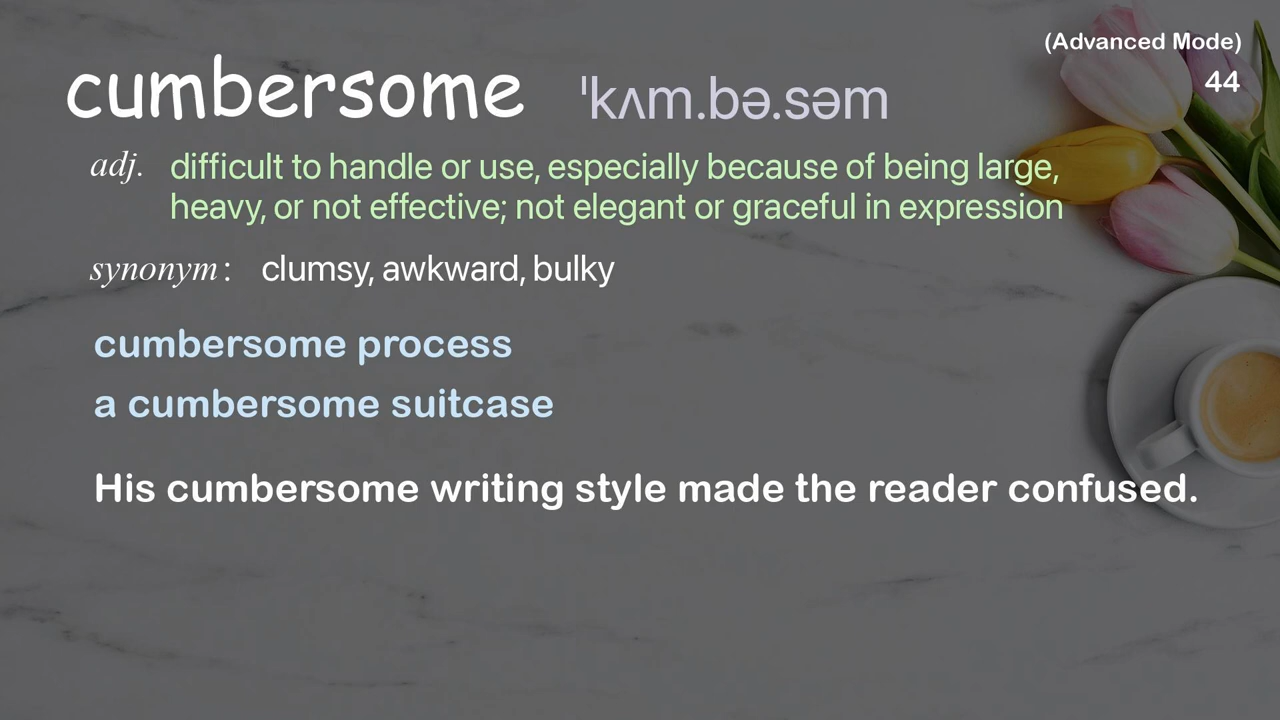 (Advanced Mode)
44
cumbersome ˈkʌm.bə.səm
adj. difficult to handle or use, especially because of being large,
heavy, or not effective; not elegant or graceful in expression
synonym: clumsy, awkward, bulky
cumbersome process
a cumbersome suitcase
His cumbersome writing style made the reader confused.